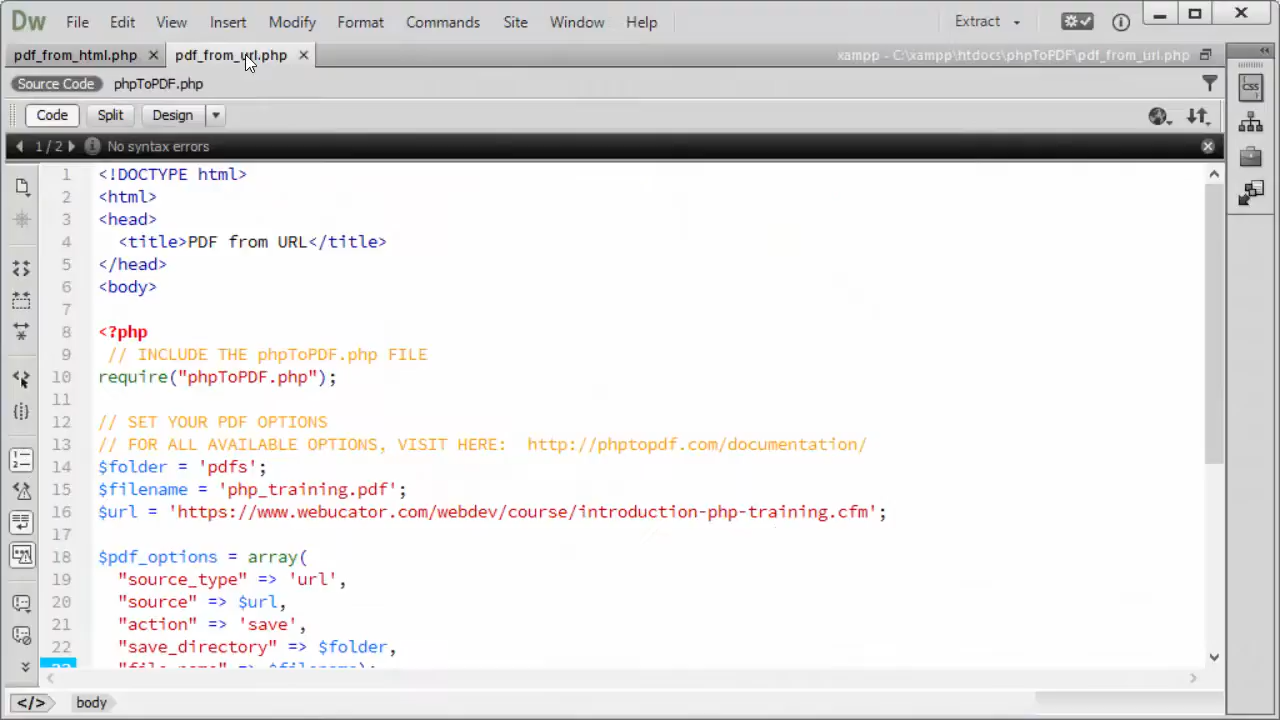 Dw File Edit View Insert Modify Format Commands Site Window Help Extract
pdf_from_html.php pdf_from_url.php xampp - C:\xampp\htdocs\phpToPDF\pdf_from_url.php
Source Code phpToPDF.php
Code Split Design
1 / 2 No syntax errors
CSS
1 <!DOCTYPE html>
2 <html>
3 <head>
4 <title>PDF from URL</title>
5 </head>
6 <body>
7
8 <?php
9 // INCLUDE THE phpToPDF.php FILE
10 require("phpToPDF.php");
11
12 // SET YOUR PDF OPTIONS
13 // FOR ALL AVAILABLE OPTIONS, VISIT HERE: http://phptopdf.com/documentation/
14 $folder = 'pdfs';
15 $filename = 'php_training.pdf';
16 $url = 'https://www.webucator.com/webdev/course/introduction-php-training.cfm';
17
18 $pdf_options = array(
19 "source_type" => 'url',
20 "source" => $url,
21 "action" => 'save',
22 "save_directory" => $folder,
23 "file_name" => $filename);
</> body